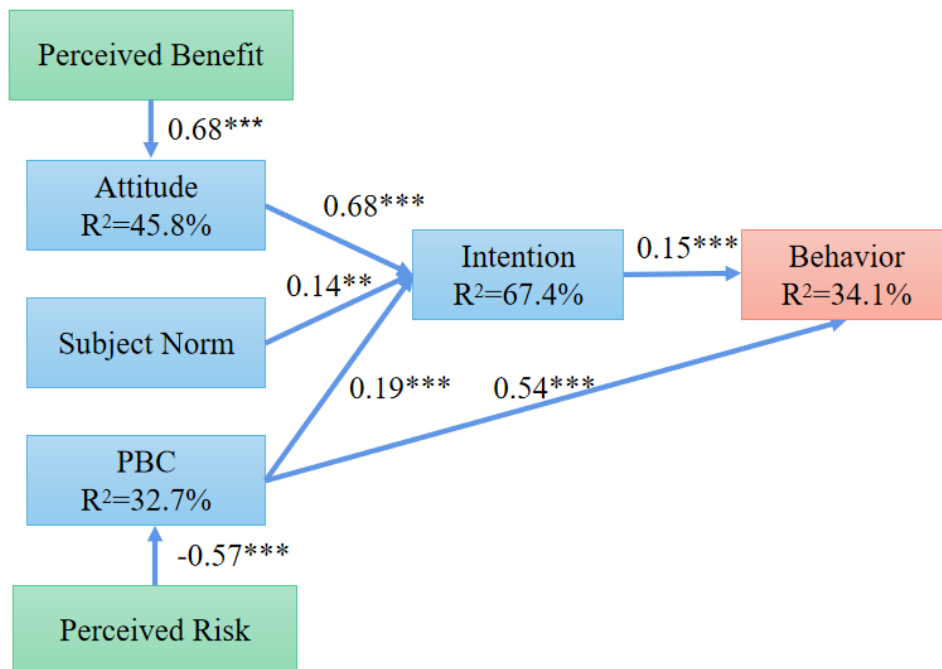 Perceived Benefit
0.68***
Attitude
R²=45.8%
0.68***
Intention
R²=67.4%
0.15***
Behavior
R²=34.1%
0.14**
Subject Norm
0.19***
0.54***
PBC
R²=32.7%
-0.57***
Perceived Risk